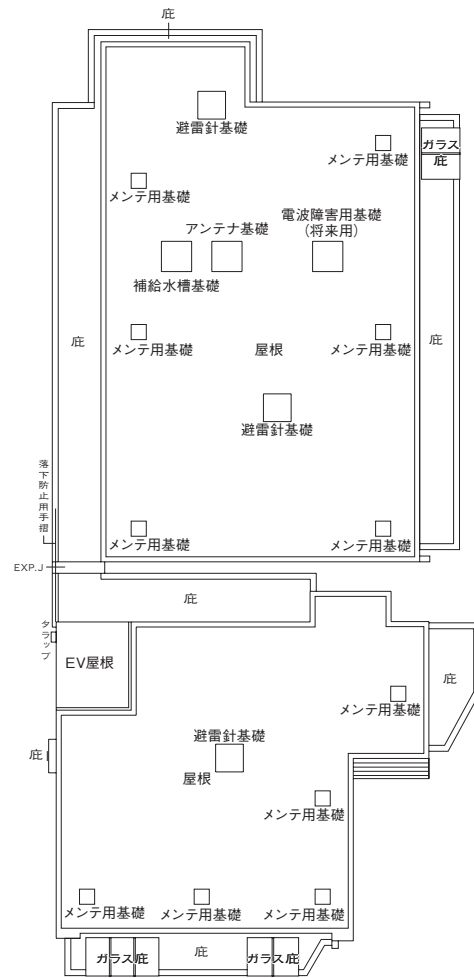 庇
避雷針基礎
メンテ用基礎
ガラス
庇
メンテ用基礎
アンテナ基礎
電波障害用基礎
(将来用)
補給水槽基礎
庇
メンテ用基礎
屋根
メンテ用基礎
庇
避雷針基礎
落下防止用手摺
メンテ用基礎
メンテ用基礎
EXP.J
庇
タラップ
EV屋根
庇
メンテ用基礎
避雷針基礎
庇
屋根
メンテ用基礎
メンテ用基礎
メンテ用基礎
メンテ用基礎
ガラス庇
庇
ガラス庇